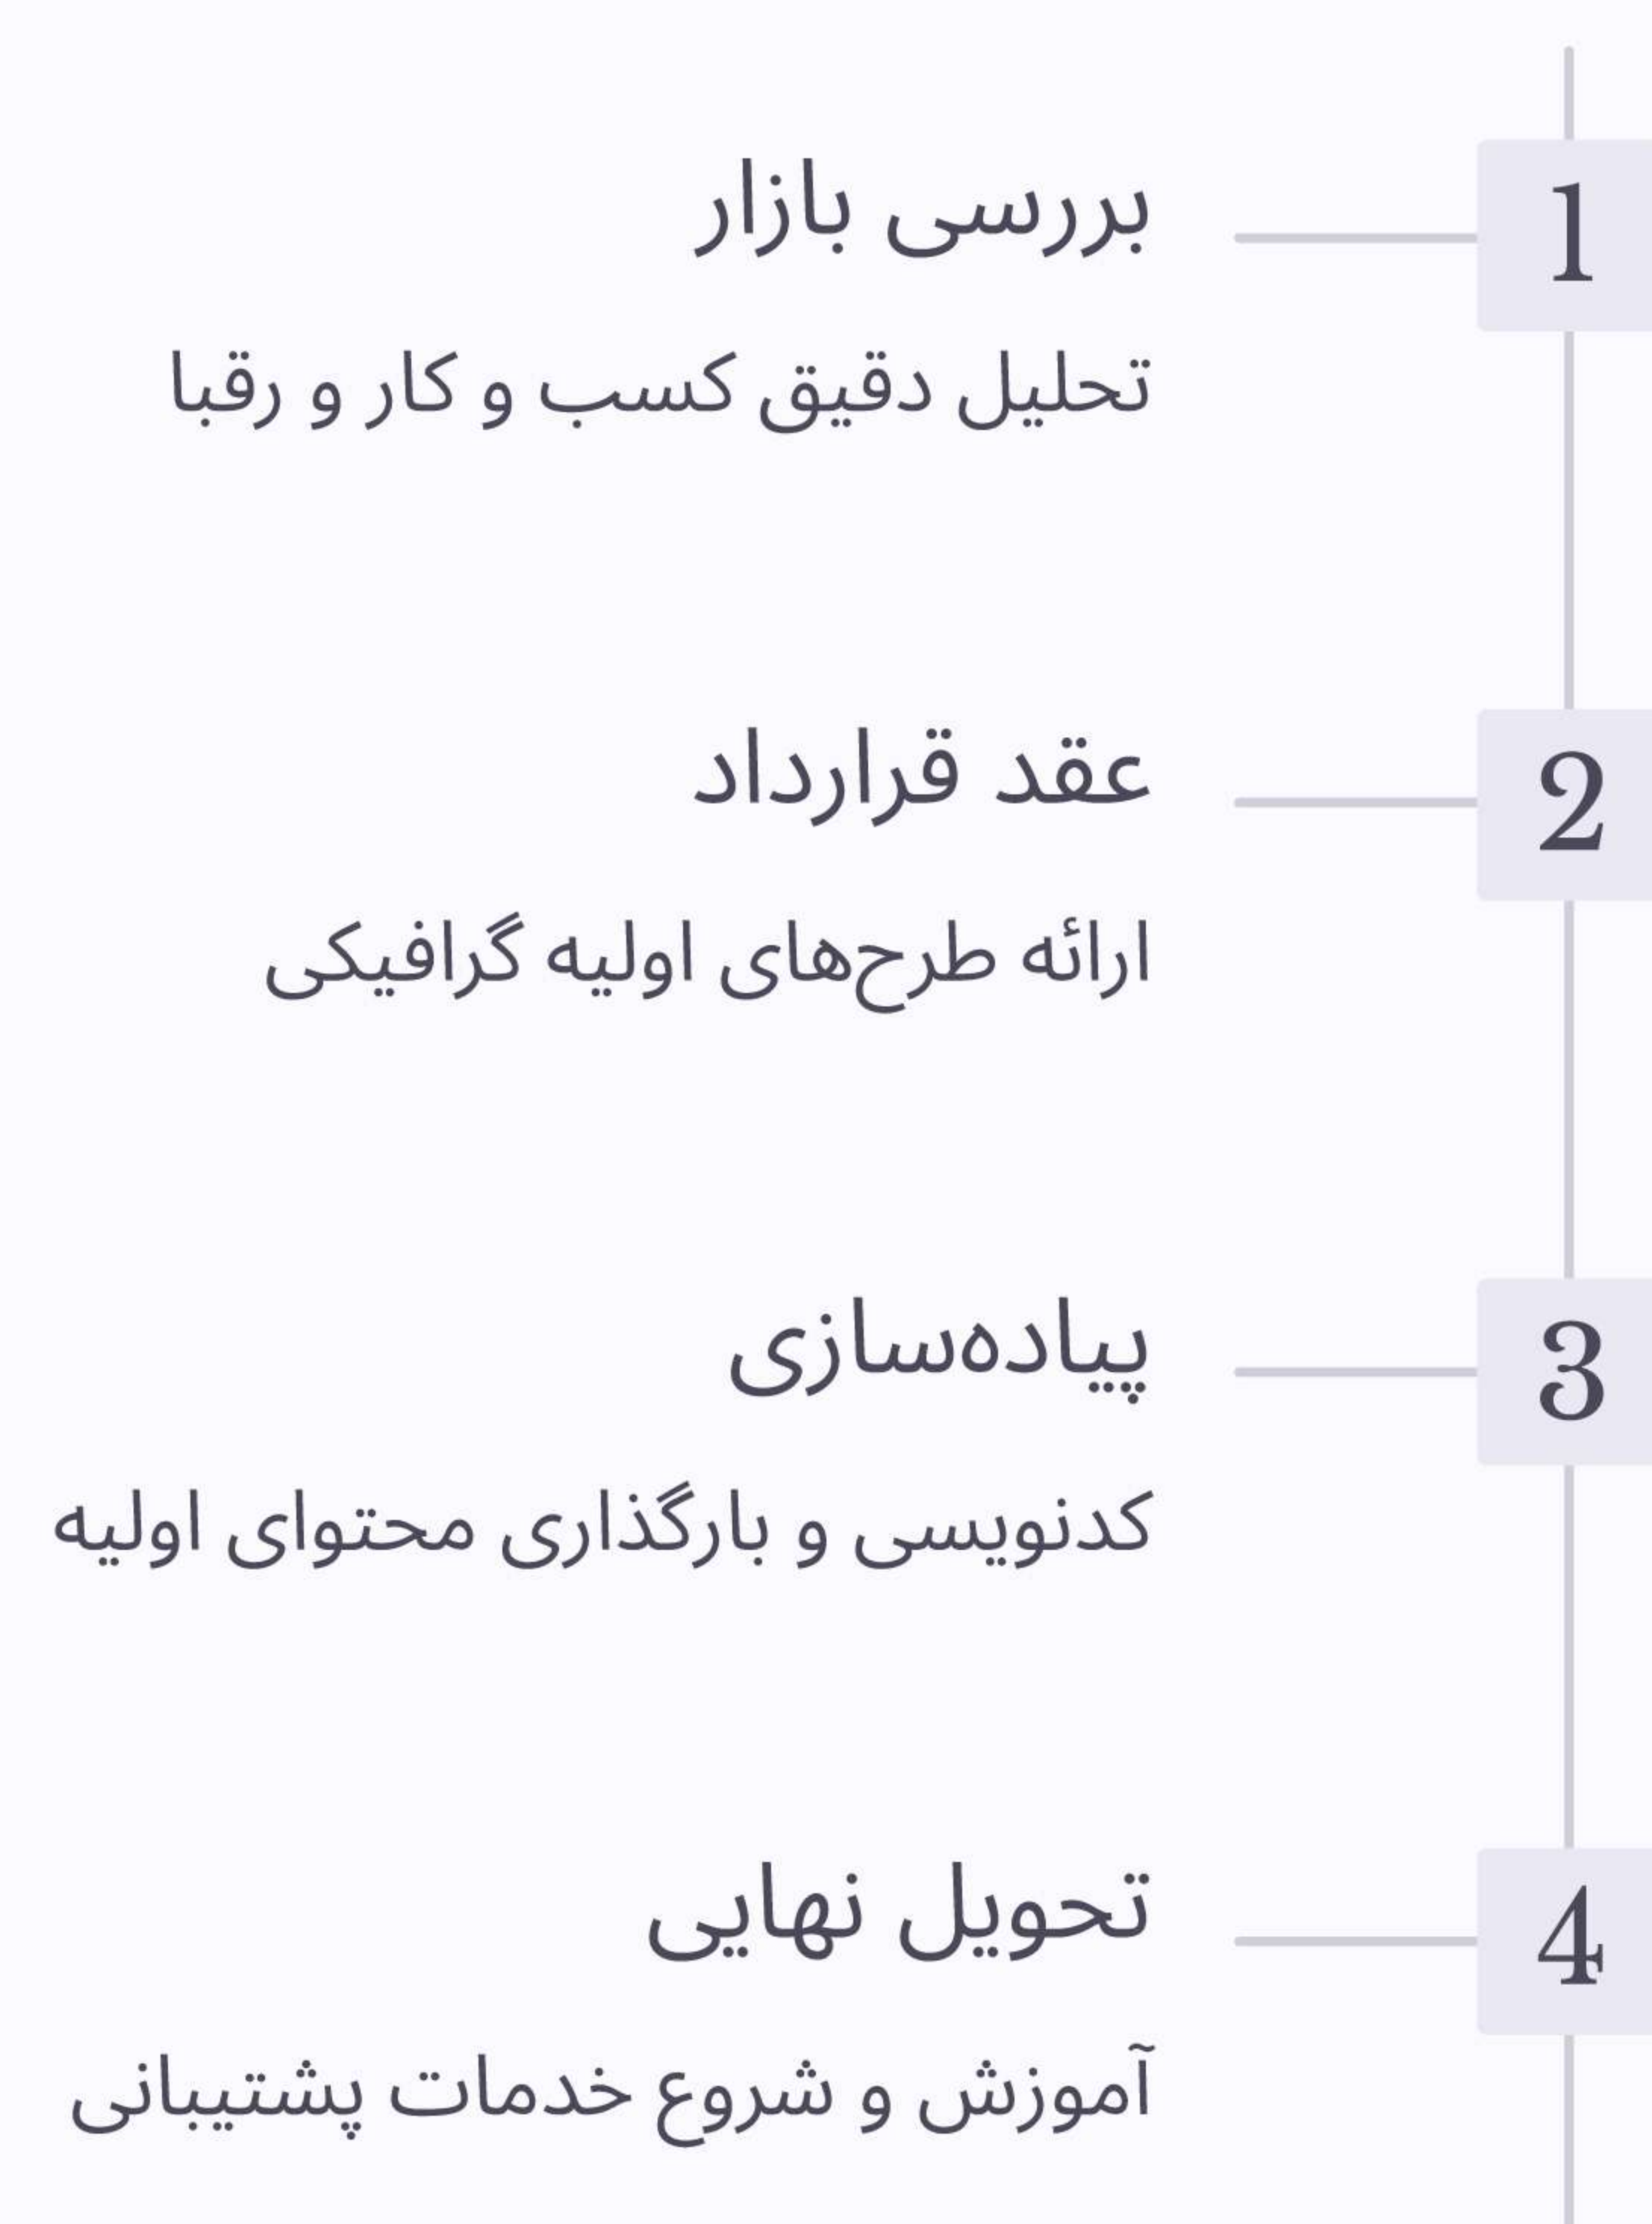 1
بررسی بازار
تحلیل دقیق کسب و کار و رقبا
2
عقد قرارداد
ارائه طرح‌های اولیه گرافیکی
3
پیاده‌سازی
کدنویسی و بارگذاری محتوای اولیه
4
تحویل نهایی
آموزش و شروع خدمات پشتیبانی